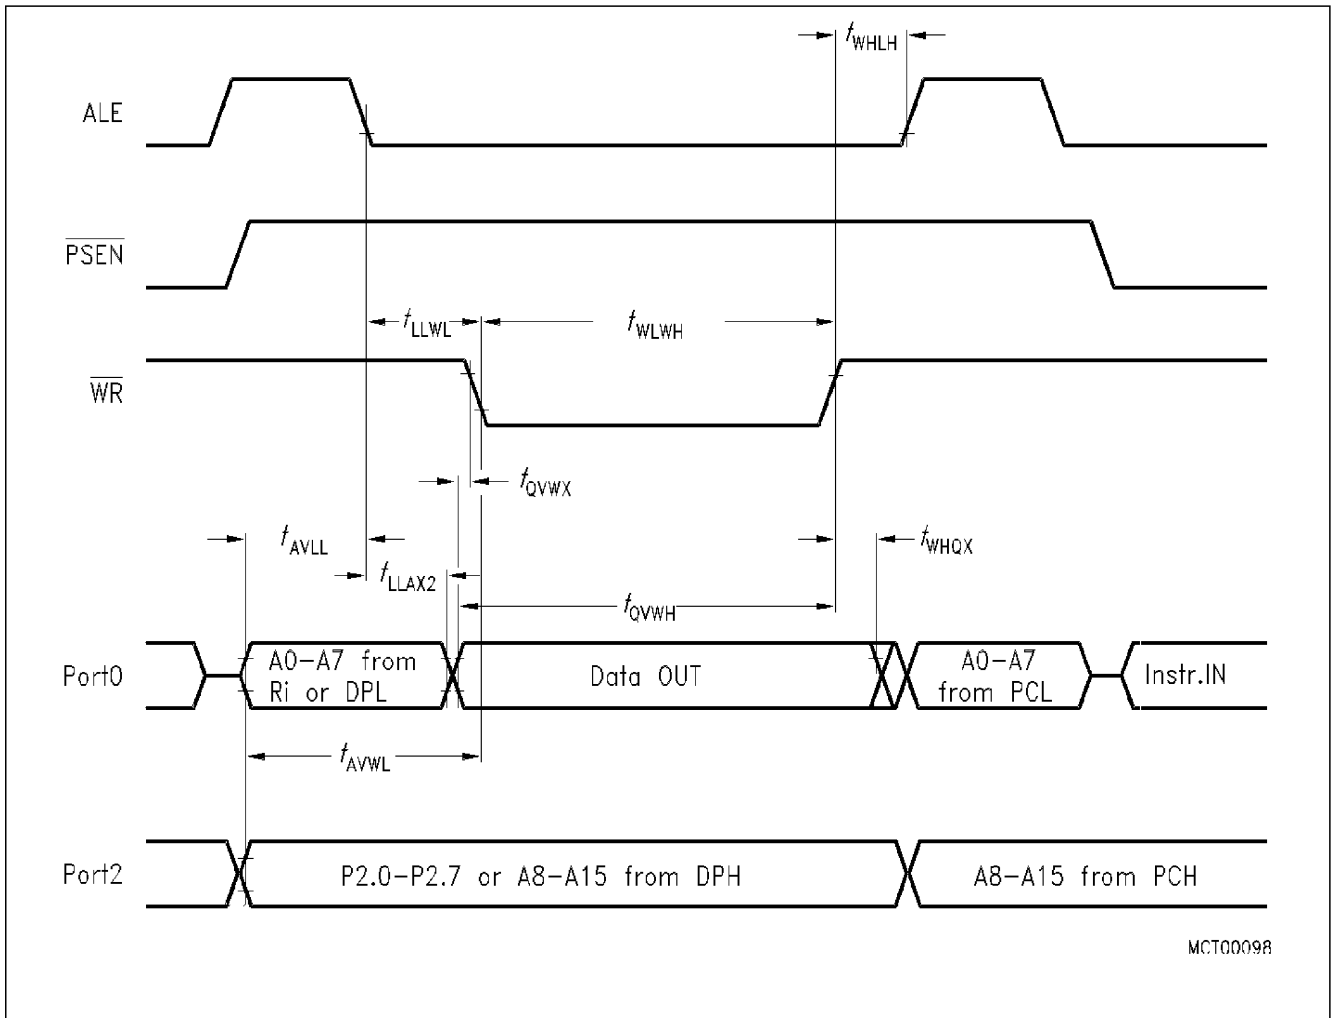 tWHLH
ALE
PSEN
tLLWL
tWLWH
WR
tQVWX
tAVLL
tWHQX
tLLAX2
tQVWH
Port0
A0-A7 from
Ri or DPL
Data OUT
A0-A7
from PCL
Instr.IN
tAVWL
Port2
P2.0-P2.7 or A8-A15 from DPH
A8-A15 from PCH
MCT00098